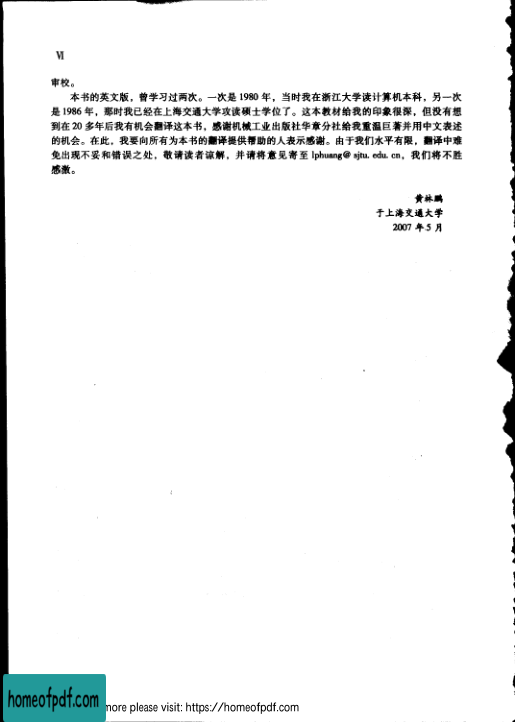 Ⅵ
审校。
本书的英文版，曾学习过两次。一次是 1980 年，当时我在浙江大学读计算机本科，另一次
是 1986 年，那时我已经在上海交通大学攻读硕士学位了。这本教材给我的印象很深，但没有想
到在 20 多年后我有机会翻译这本书，感谢机械工业出版社华章分社给我重温巨著并用中文表述
的机会。在此，我要向所有为本书的翻译提供帮助的人表示感谢。由于我们水平有限，翻译中难
免出现不妥和错误之处，敬请读者谅解，并请将意见寄至 lphuang@sjtu.edu.cn，我们将不胜
感激。
黄林鹏
于上海交通大学
2007 年 5 月
homeofpdf.com
more please visit: https://homeofpdf.com